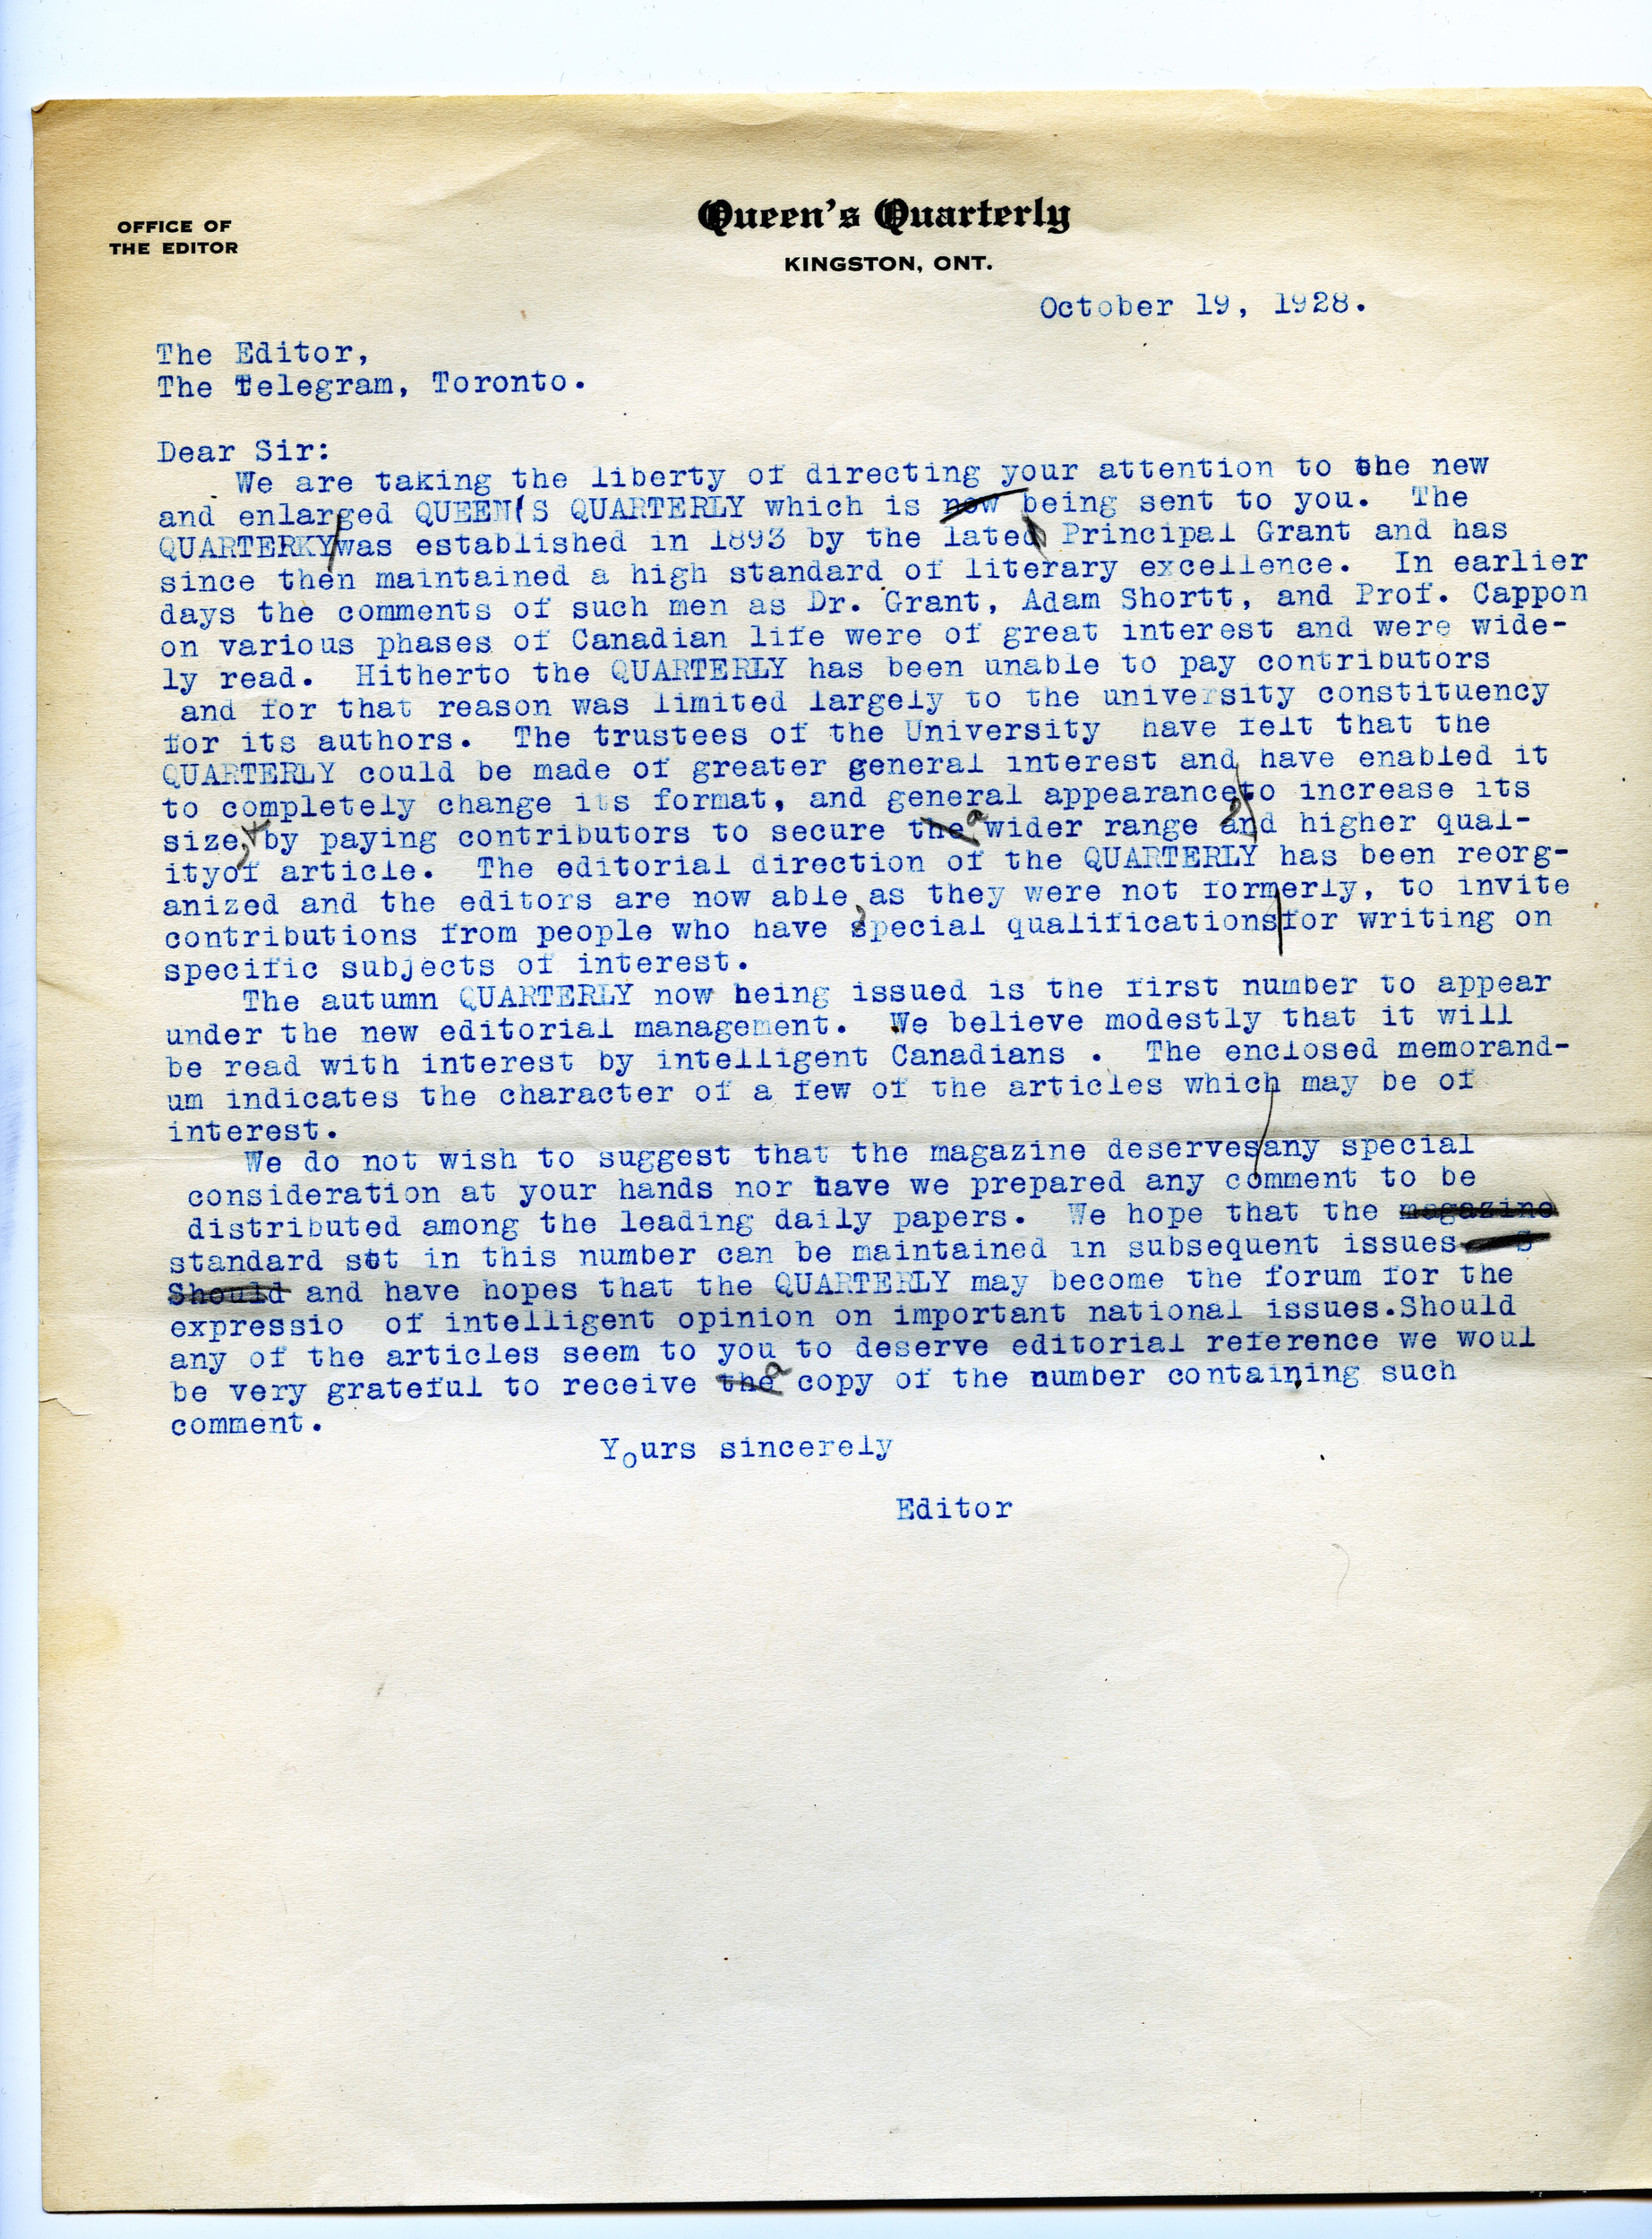 OFFICE OF
THE EDITOR
Queen's Quarterly
KINGSTON, ONT.
October 19, 1928.
The Editor,
The Telegram, Toronto.
Dear Sir:
We are taking the liberty of directing your attention to the new
and enlarged QUEEN'S QUARTERLY which is now being sent to you. The
QUARTERKY was established in 1893 by the late Principal Grant and has
since then maintained a high standard of literary excellence. In earlier
days the comments of such men as Dr. Grant, Adam Shortt, and Prof. Cappon
on various phases of Canadian life were of great interest and were wide-
ly read. Hitherto the QUARTERLY has been unable to pay contributors
and for that reason was limited largely to the university constituency
for its authors. The trustees of the University have felt that the
QUARTERLY could be made of greater general interest and have enabled it
to completely change its format, and general appearance, to increase its
size, + by paying contributors to secure the a wider range and higher qual-
ityof article. The editorial direction of the QUARTERLY has been reorg-
anized and the editors are now able, as they were not formerly, to invite
contributions from people who have special qualifications for writing on
specific subjects of interest.
The autumn QUARTERLY now being issued is the first number to appear
under the new editorial management. We believe modestly that it will
be read with interest by intelligent Canadians . The enclosed memorand-
um indicates the character of a few of the articles which may be of
interest.
We do not wish to suggest that the magazine deserves any special
consideration at your hands nor have we prepared any comment to be
distributed among the leading daily papers. We hope that the magazine
standard set in this number can be maintained in subsequent issues S
Should and have hopes that the QUARTERLY may become the forum for the
expressio of intelligent opinion on important national issues.Should
any of the articles seem to you to deserve editorial reference we woul
be very grateful to receive the a copy of the number containing such
comment.
Yours sincerely
Editor